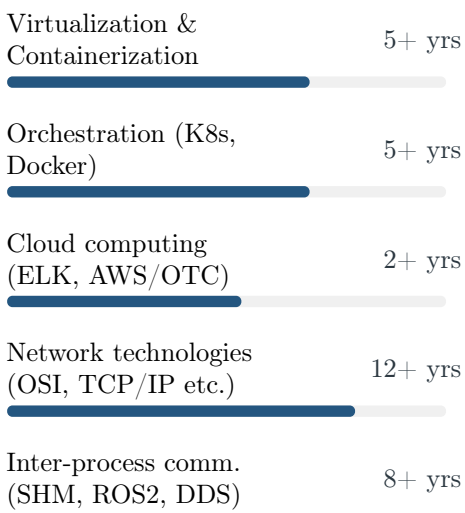 Virtualization &
Containerization
5+ yrs
Orchestration (K8s,
Docker)
5+ yrs
Cloud computing
(ELK, AWS/OTC)
2+ yrs
Network technologies
(OSI, TCP/IP etc.)
12+ yrs
Inter-process comm.
(SHM, ROS2, DDS)
8+ yrs